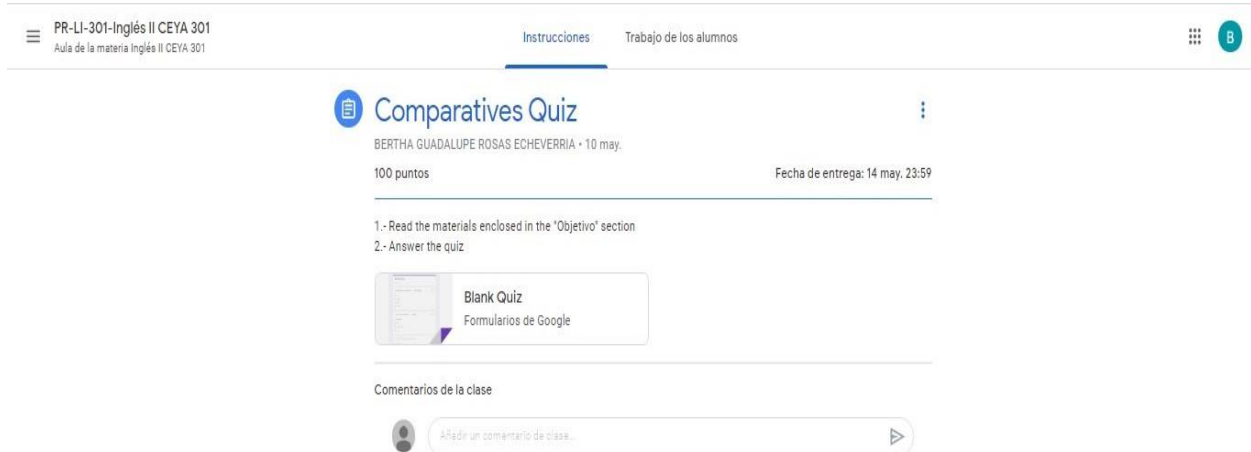 PR-LI-301-Inglés II CEYA 301
Aula de la materia Inglés II CEYA 301
Instrucciones
Trabajo de los alumnos
B
Comparatives Quiz
BERTHA GUADALUPE ROSAS ECHEVERRIA • 10 may.
100 puntos
Fecha de entrega: 14 may. 23:59
1.- Read the materials enclosed in the "Objetivo" section
2.- Answer the quiz
Blank Quiz
Formularios de Google
Comentarios de la clase
Añadir un comentario de clase...